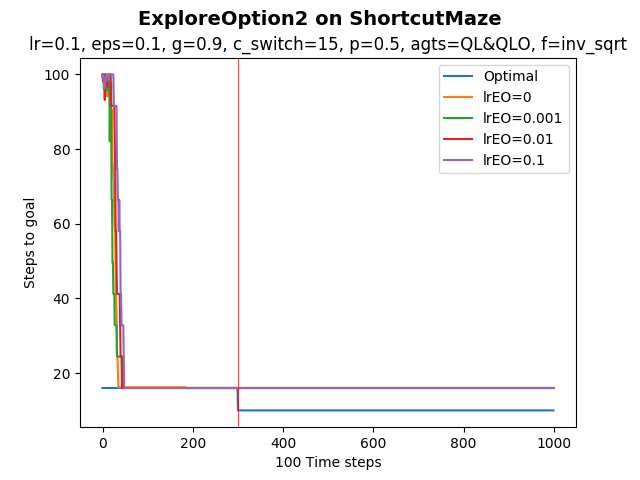 ExploreOption2 on ShortcutMaze
lr=0.1, eps=0.1, g=0.9, c_switch=15, p=0.5, agts=QL&QLO, f=inv_sqrt
Steps to goal
100
80
60
40
20
0
200
400
600
800
1000
100 Time steps
Optimal
lrEO=0
lrEO=0.001
lrEO=0.01
lrEO=0.1